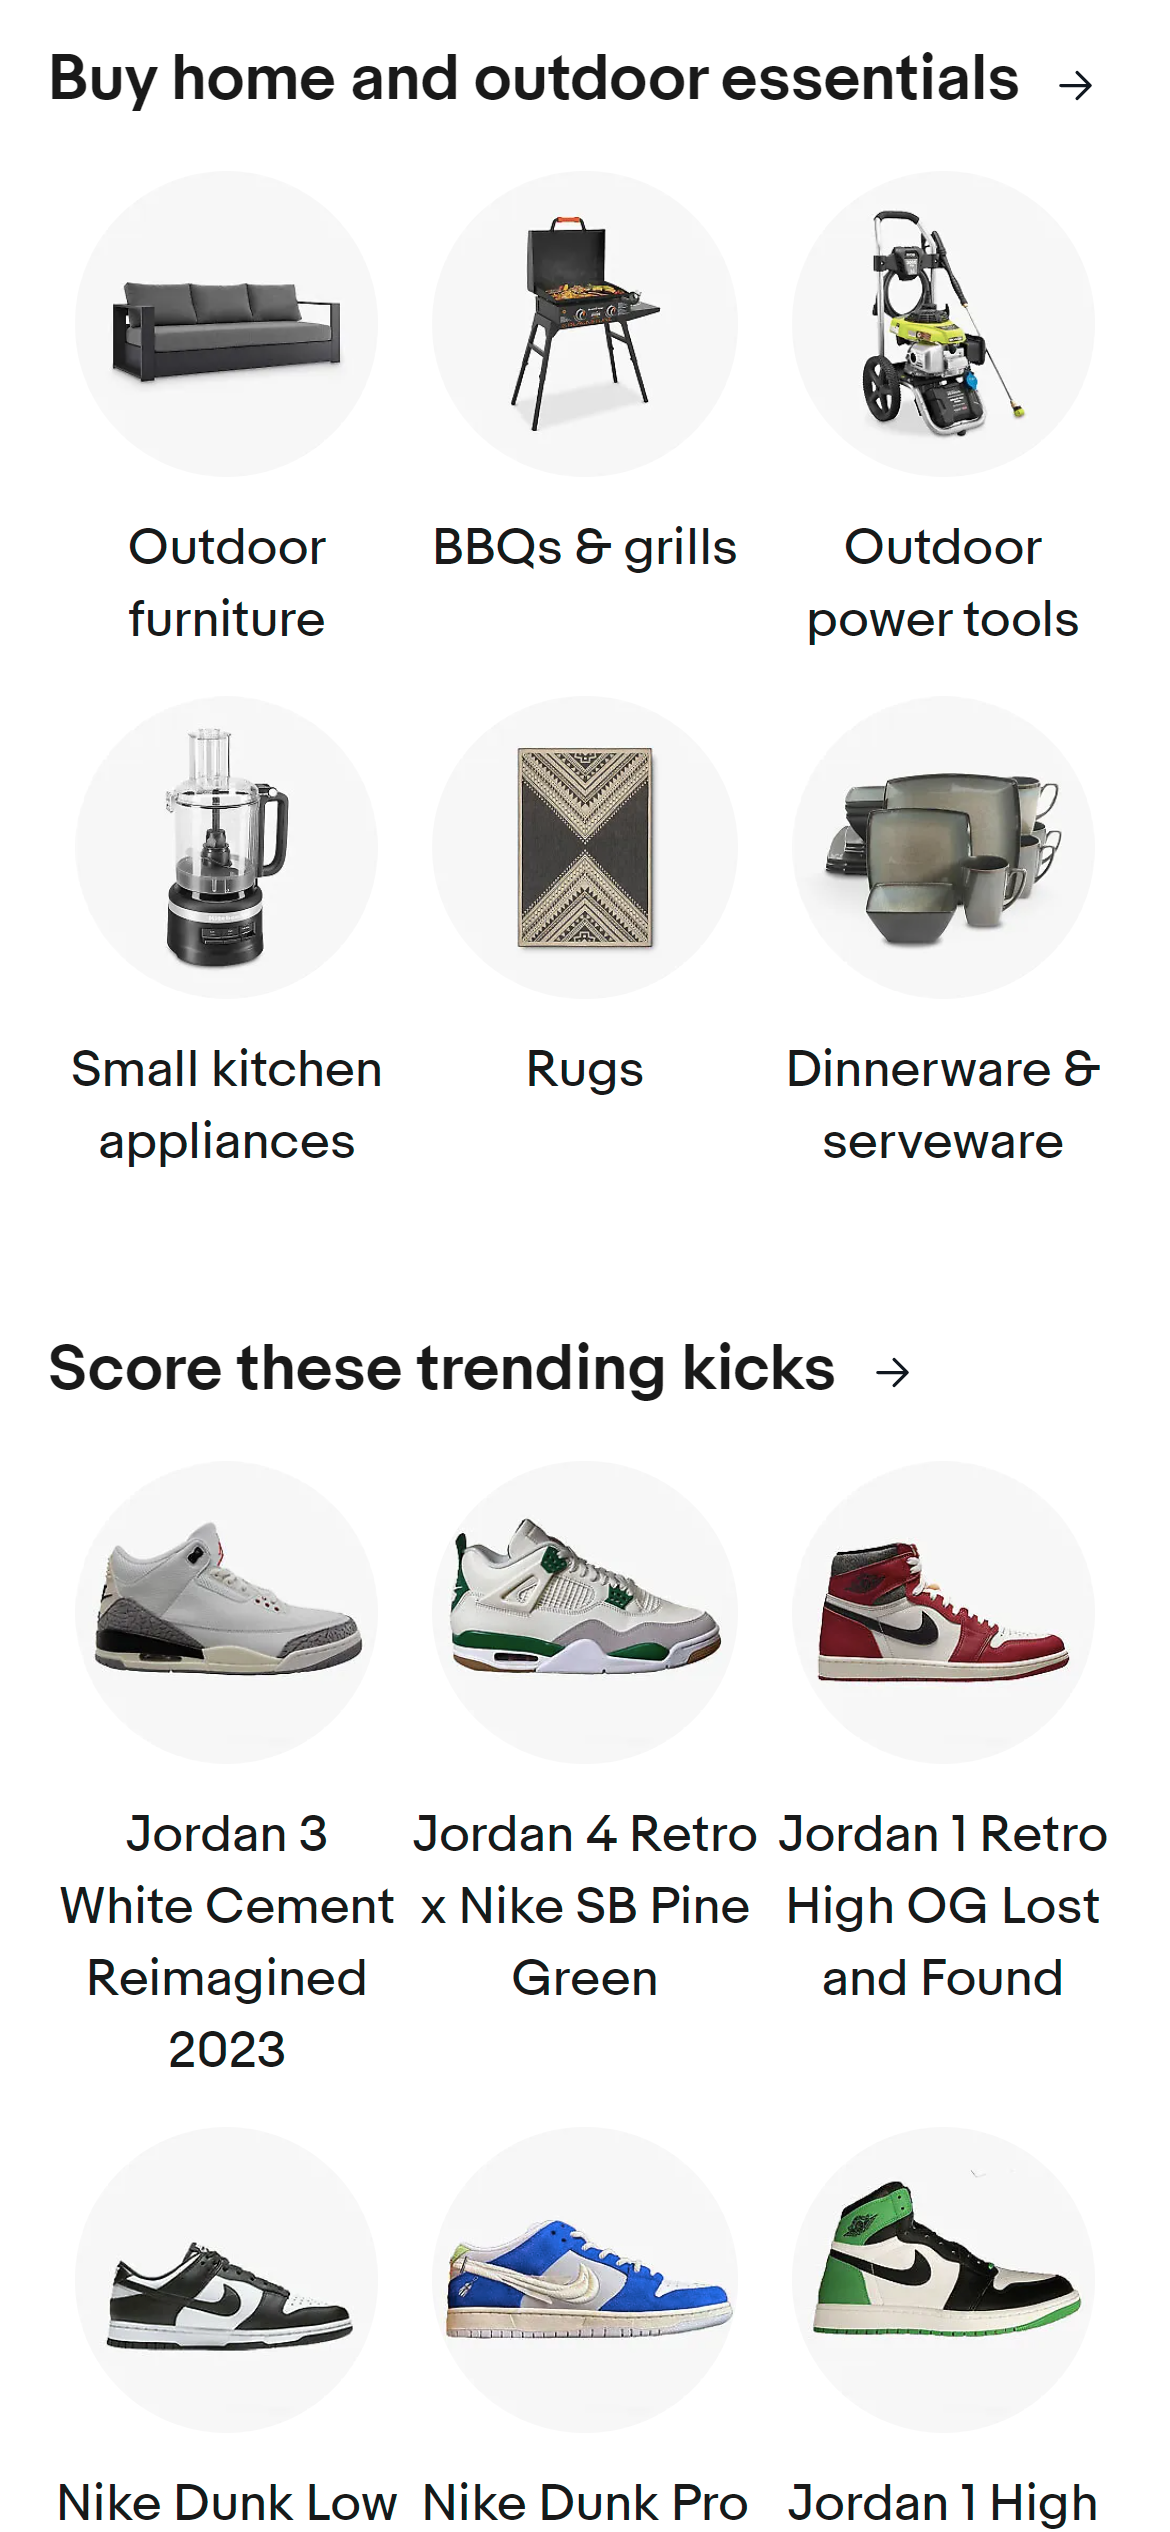 Buy home and outdoor essentials →
Outdoor
furniture
BBQs & grills
Outdoor
power tools
Small kitchen
appliances
Rugs
Dinnerware &
serveware
Score these trending kicks →
Jordan 3
White Cement
Reimagined
2023
Jordan 4 Retro
x Nike SB Pine
Green
Jordan 1 Retro
High OG Lost
and Found
Nike Dunk Low
Nike Dunk Pro
Jordan 1 High